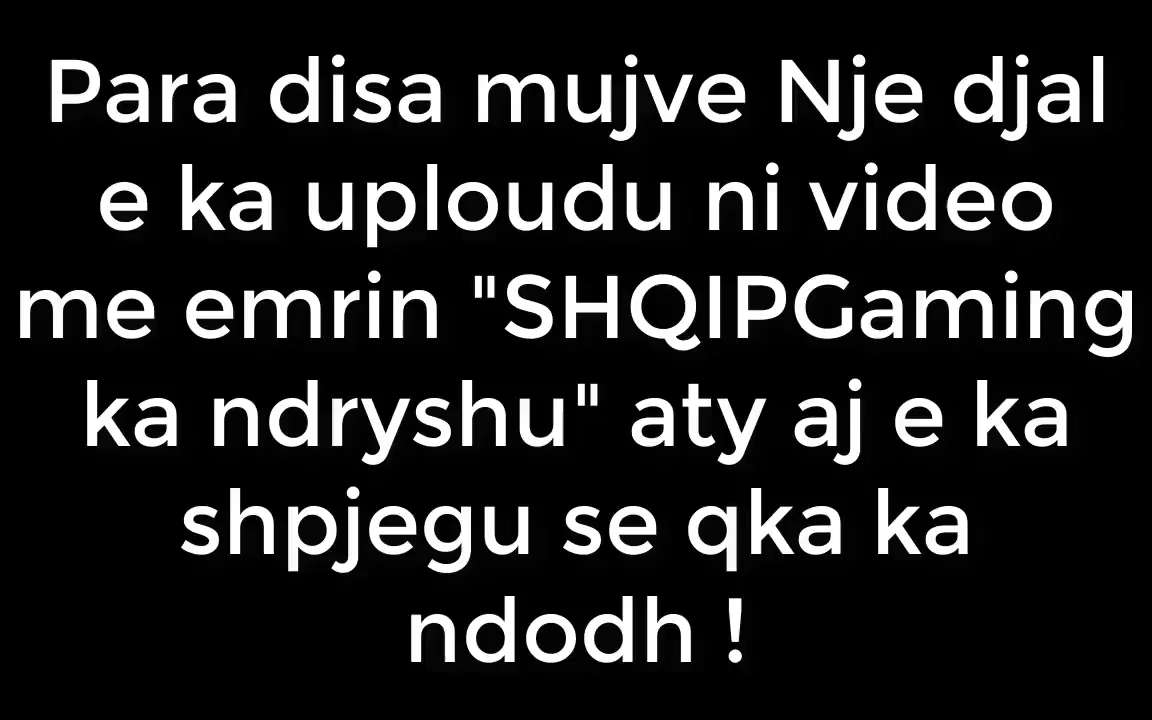 Para disa mujve Nje djal
e ka uploudu ni video
me emrin "SHQIPGaming
ka ndryshu" aty aj e ka
shpjegu se qka ka
ndodh !